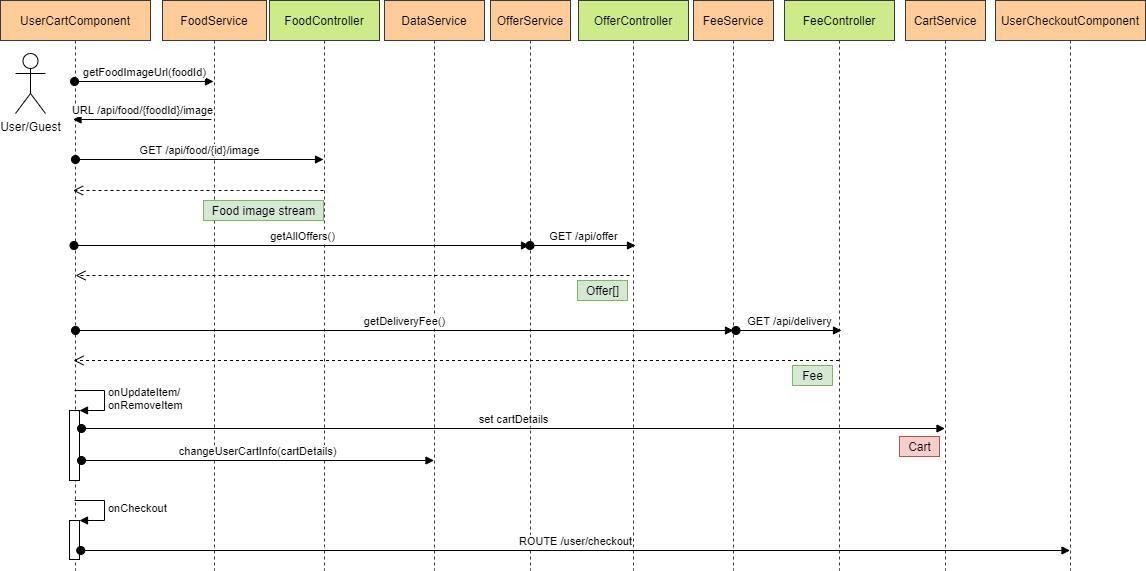 UserCartComponent
FoodService
FoodController
DataService
OfferService
OfferController
FeeService
FeeController
CartService
UserCheckoutComponent
User/Guest
getFoodImageUrl(foodId)
URL /api/food/{foodId}/image
GET /api/food/{id}/image
Food image stream
getAllOffers()
GET /api/offer
Offer[]
getDeliveryFee()
GET /api/delivery
Fee
onUpdateItem/
onRemoveItem
set cartDetails
Cart
changeUserCartInfo(cartDetails)
onCheckout
ROUTE /user/checkout